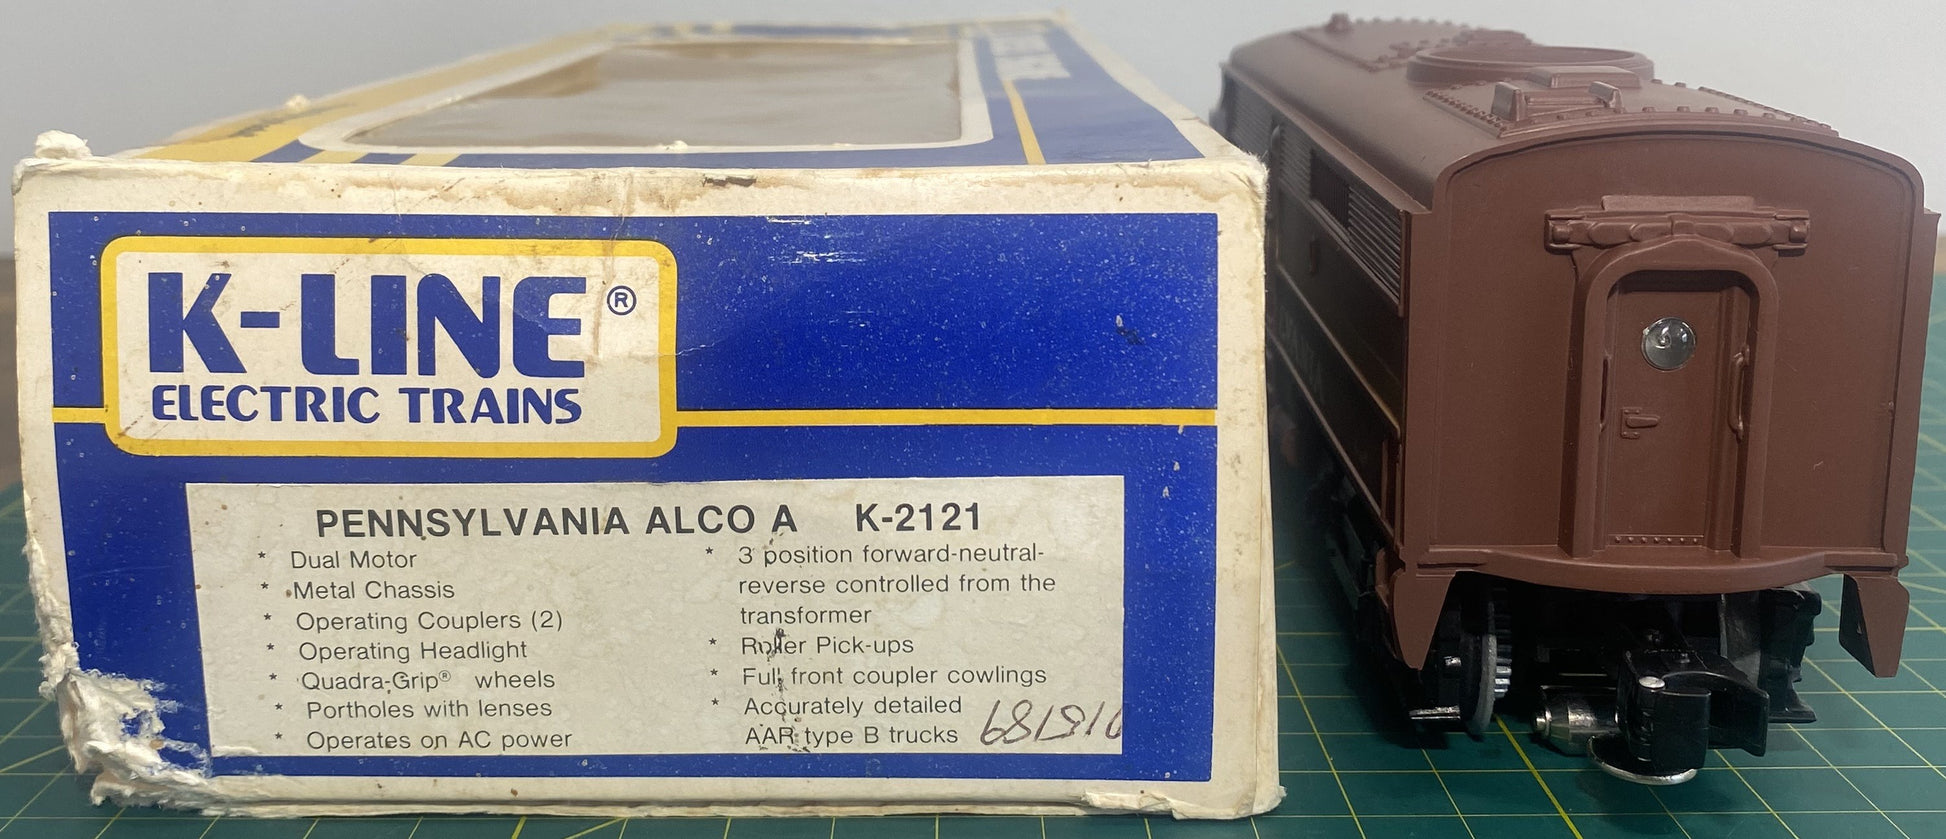 K-LINE®
ELECTRIC TRAINS
PENNSYLVANIA ALCO A K-2121
* Dual Motor
* Metal Chassis
* Operating Couplers (2)
* Operating Headlight
* Quadra-Grip® wheels
* Portholes with lenses
* Operates on AC power
* 3 position forward-neutral-
reverse controlled from the
transformer
* Roller Pick-ups
* Full front coupler cowlings
* Accurately detailed
AAR type B trucks